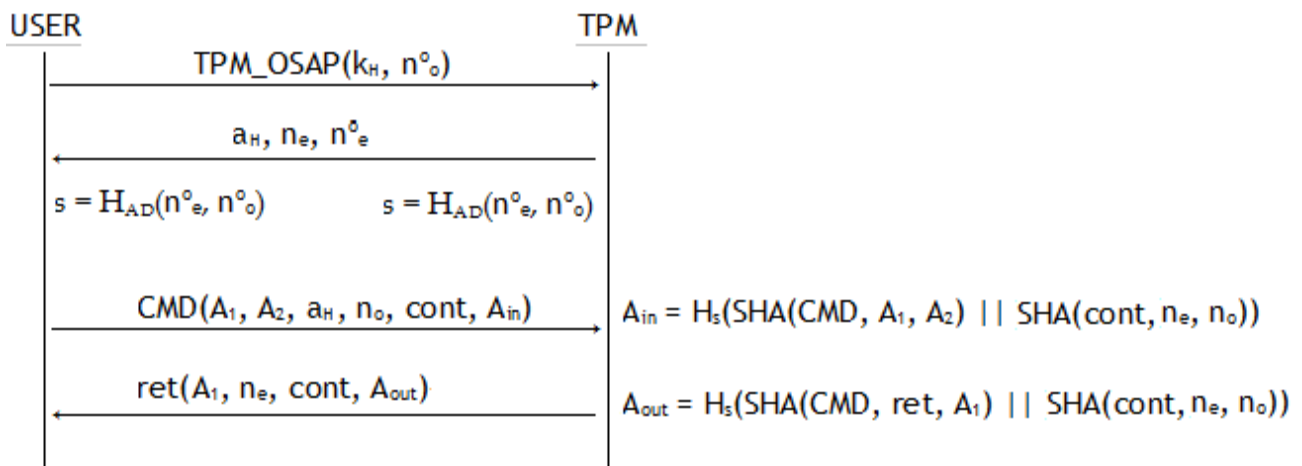 USER TPM
TPM_OSAP(kH, n°o)
aH, ne, n°e
s = HAD(n°e, n°o) s = HAD(n°e, n°o)
CMD(A1, A2, aH, no, cont, Ain) Ain = Hs(SHA(CMD, A1, A2) || SHA(cont, ne, no))
ret(A1, ne, cont, Aout) Aout = Hs(SHA(CMD, ret, A1) || SHA(cont, ne, no))